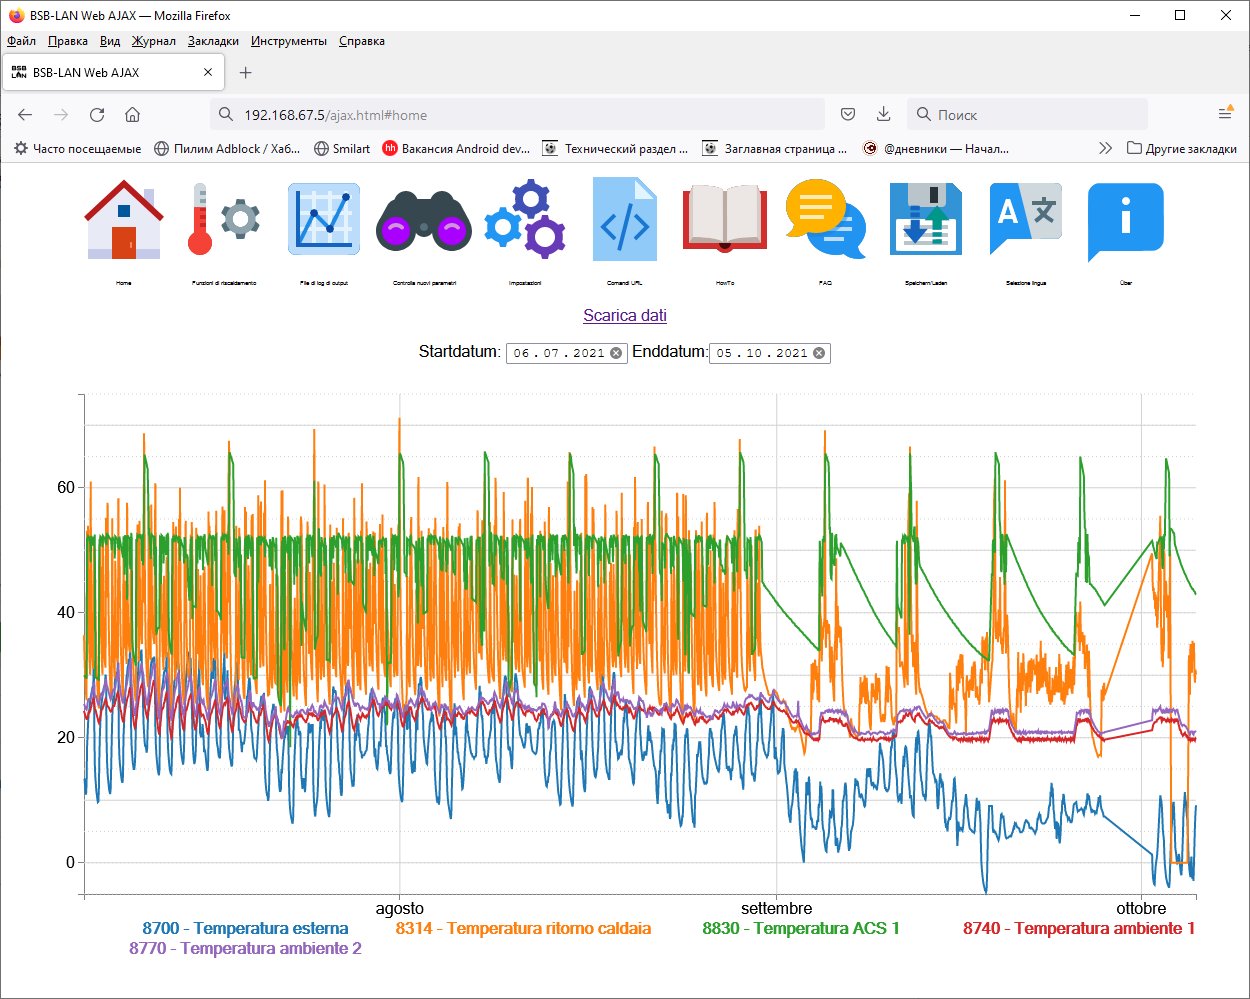 BSB-LAN Web AJAX — Mozilla Firefox
Файл Правка Вид Журнал Закладки Инструменты Справка
BSB LAN BSB-LAN Web AJAX
192.168.67.5/ajax.html#home Поиск
Часто посещаемые Пилим Adblock / Хаб... Smilart hh Вакансия Android dev... Технический раздел ... Заглавная страница ... @дневники — Начал... Другие закладки
Home Funzioni di riscaldamento File di log di output Controlla nuovi parametri Impostazioni Comandi URL HowTo FAQ Speichern/Laden Selezione lingua Über
Scarica dati
Startdatum: 06 . 07 . 2021 Enddatum: 05 . 10 . 2021
60
40
20
0
agosto settembre ottobre
8700 - Temperatura esterna 8314 - Temperatura ritorno caldaia 8830 - Temperatura ACS 1 8740 - Temperatura ambiente 1
8770 - Temperatura ambiente 2